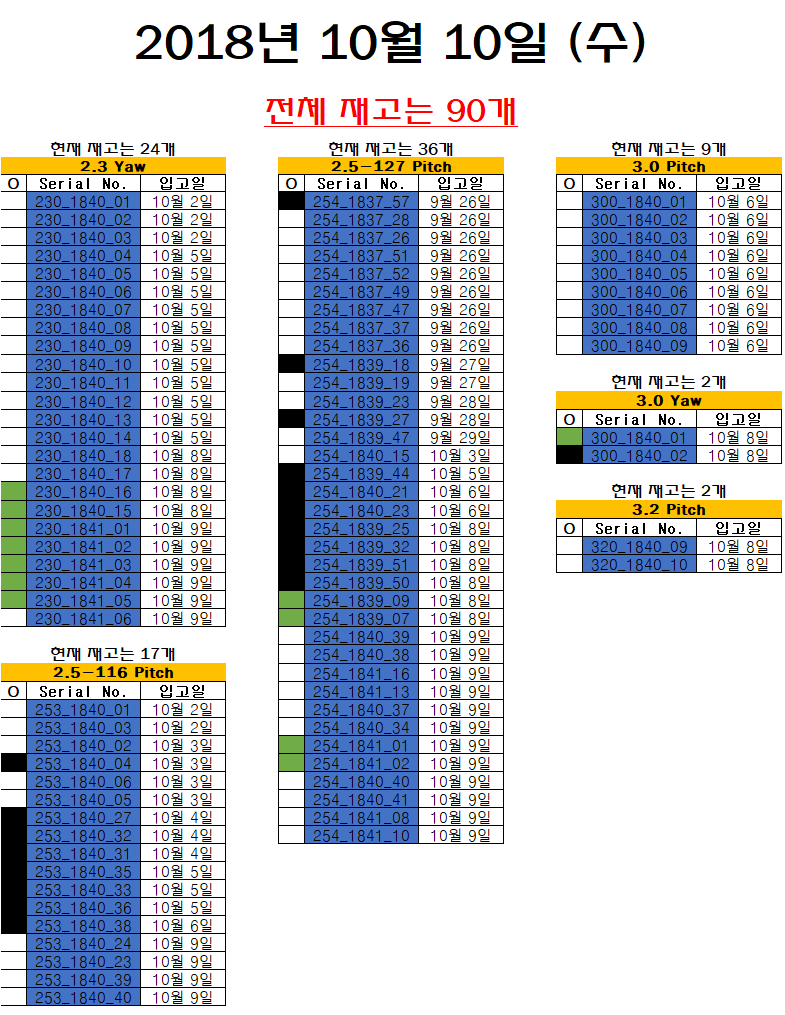 2018년 10월 10일 (수)
전체 재고는 90개
현재 재고는 24개
2.3 Yaw
O Serial No. 입고일
230_1840_01 10월 2일
230_1840_02 10월 2일
230_1840_03 10월 2일
230_1840_04 10월 5일
230_1840_05 10월 5일
230_1840_06 10월 5일
230_1840_07 10월 5일
230_1840_08 10월 5일
230_1840_09 10월 5일
230_1840_10 10월 5일
230_1840_11 10월 5일
230_1840_12 10월 5일
230_1840_13 10월 5일
230_1840_14 10월 5일
230_1840_18 10월 8일
230_1840_17 10월 8일
230_1840_16 10월 8일
230_1840_15 10월 8일
230_1841_01 10월 9일
230_1841_02 10월 9일
230_1841_03 10월 9일
230_1841_04 10월 9일
230_1841_05 10월 9일
230_1841_06 10월 9일
현재 재고는 17개
2.5-116 Pitch
O Serial No. 입고일
253_1840_01 10월 2일
253_1840_03 10월 2일
253_1840_02 10월 3일
253_1840_04 10월 3일
253_1840_06 10월 3일
253_1840_05 10월 3일
253_1840_27 10월 4일
253_1840_32 10월 4일
253_1840_31 10월 4일
253_1840_35 10월 5일
253_1840_33 10월 5일
253_1840_36 10월 5일
253_1840_38 10월 6일
253_1840_24 10월 9일
253_1840_23 10월 9일
253_1840_39 10월 9일
253_1840_40 10월 9일
현재 재고는 36개
2.5-127 Pitch
O Serial No. 입고일
254_1837_57 9월 26일
254_1837_28 9월 26일
254_1837_26 9월 26일
254_1837_51 9월 26일
254_1837_52 9월 26일
254_1837_49 9월 26일
254_1837_47 9월 26일
254_1837_37 9월 26일
254_1837_36 9월 26일
254_1839_18 9월 27일
254_1839_19 9월 27일
254_1839_23 9월 28일
254_1839_27 9월 28일
254_1839_47 9월 29일
254_1840_15 10월 3일
254_1839_44 10월 5일
254_1840_21 10월 6일
254_1840_23 10월 6일
254_1839_25 10월 8일
254_1839_32 10월 8일
254_1839_51 10월 8일
254_1839_50 10월 8일
254_1839_09 10월 8일
254_1839_07 10월 8일
254_1840_39 10월 9일
254_1840_38 10월 9일
254_1841_16 10월 9일
254_1841_13 10월 9일
254_1840_37 10월 9일
254_1840_34 10월 9일
254_1841_01 10월 9일
254_1841_02 10월 9일
254_1840_40 10월 9일
254_1840_41 10월 9일
254_1841_08 10월 9일
254_1841_10 10월 9일
현재 재고는 9개
3.0 Pitch
O Serial No. 입고일
300_1840_01 10월 6일
300_1840_02 10월 6일
300_1840_03 10월 6일
300_1840_04 10월 6일
300_1840_05 10월 6일
300_1840_06 10월 6일
300_1840_07 10월 6일
300_1840_08 10월 6일
300_1840_09 10월 6일
현재 재고는 2개
3.0 Yaw
O Serial No. 입고일
300_1840_01 10월 8일
300_1840_02 10월 8일
현재 재고는 2개
3.2 Pitch
O Serial No. 입고일
320_1840_09 10월 8일
320_1840_10 10월 8일